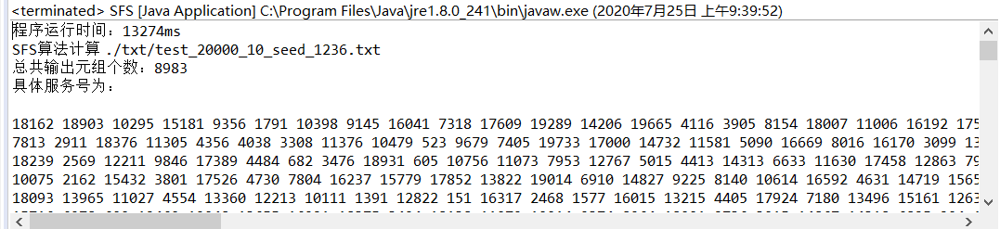 <terminated> SFS [Java Application] C:\Program Files\Java\jre1.8.0_241\bin\javaw.exe (2020年7月25日 上午9:39:52)
程序运行时间：13274ms
SFS算法计算 ./txt/test_20000_10_seed_1236.txt
总共输出元组个数：8983
具体服务号为：
18162 18903 10295 15181 9356 1791 10398 9145 16041 7318 17609 19289 14206 19665 4116 3905 8154 18007 11006 16192
7813 2911 18376 11305 4356 4038 3308 11376 10479 523 9679 7405 19733 17000 14732 11581 5090 16669 8016 16170 3099
18239 2569 12211 9846 17389 4484 682 3476 18931 605 10756 11073 7953 12767 5015 4413 14313 6633 11630 17458 12863
10075 2162 15432 3801 17526 4730 7804 16237 15779 17852 13822 19014 6910 14827 9225 8140 10614 16592 4631 14719
18093 13965 11027 4554 13360 12213 10111 1391 12822 151 16317 2468 1577 16015 13215 4405 17924 7180 13496 15161